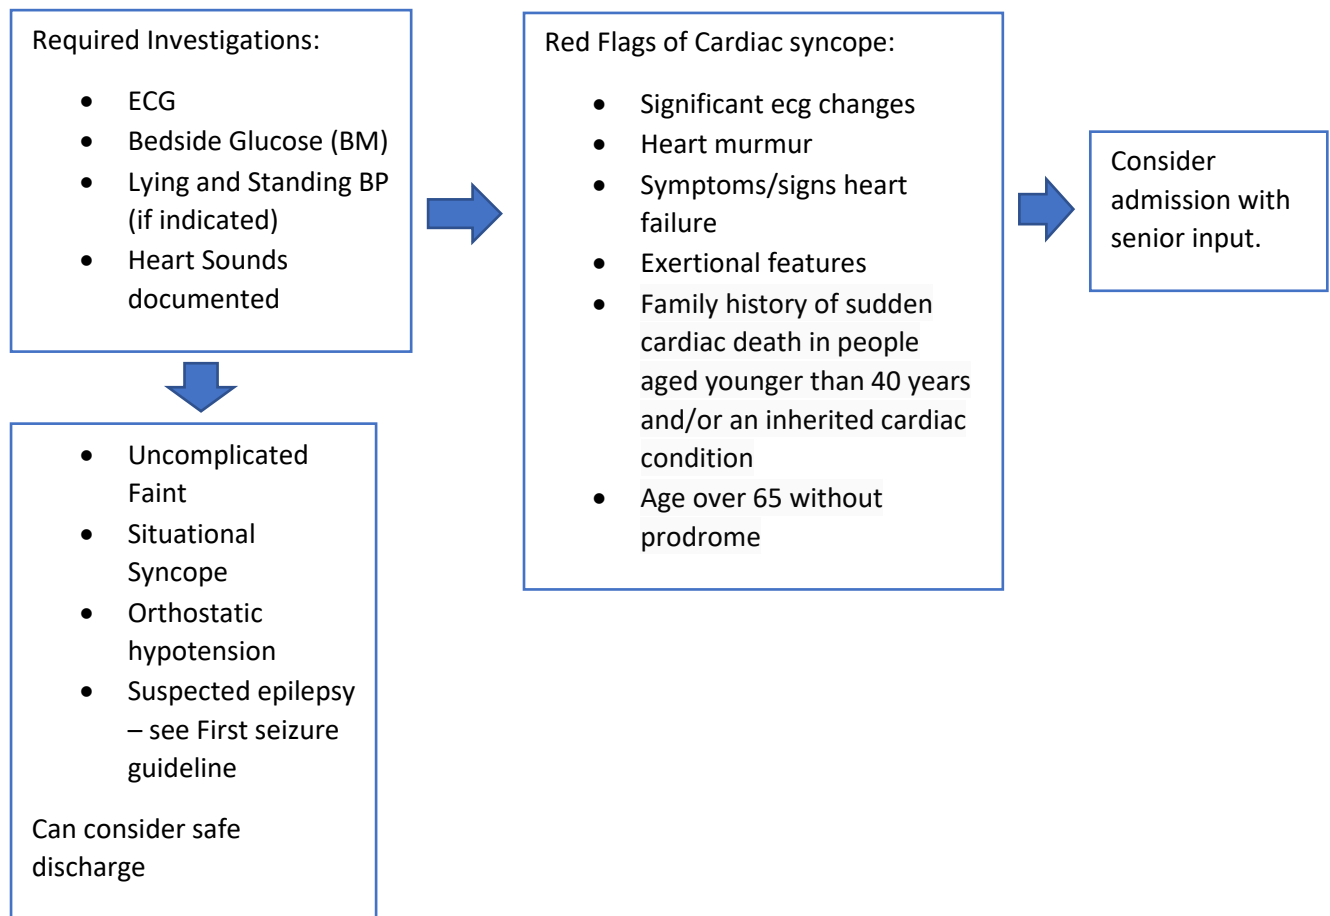 Required Investigations:
• ECG
• Bedside Glucose (BM)
• Lying and Standing BP
(if indicated)
• Heart Sounds
documented
Red Flags of Cardiac syncope:
• Significant ecg changes
• Heart murmur
• Symptoms/signs heart
failure
• Exertional features
• Family history of sudden
cardiac death in people
aged younger than 40 years
and/or an inherited cardiac
condition
• Age over 65 without
prodrome
Consider
admission with
senior input.
• Uncomplicated
Faint
• Situational
Syncope
• Orthostatic
hypotension
• Suspected epilepsy
– see First seizure
guideline
Can consider safe
discharge